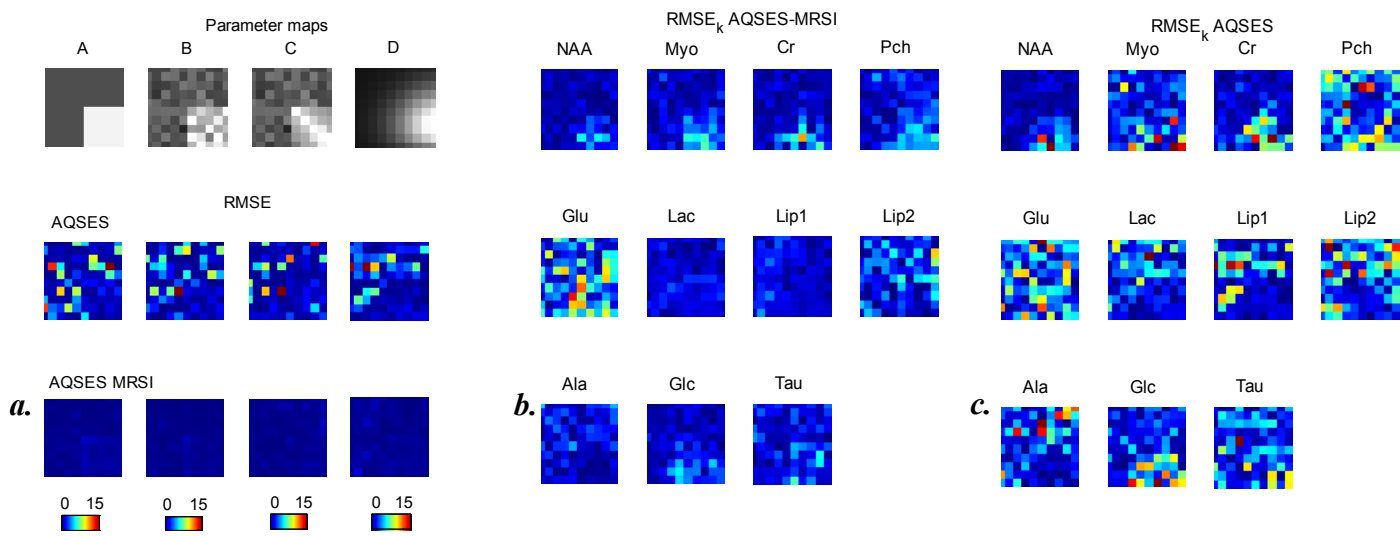 Parameter maps
A B C D
RMSE
AQSES
AQSES MRSI
a.
0 15 0 15 0 15 0 15
RMSEk AQSES-MRSI
NAA Myo Cr Pch
Glu Lac Lip1 Lip2
Ala Glc Tau
b.
RMSEk AQSES
NAA Myo Cr Pch
Glu Lac Lip1 Lip2
Ala Glc Tau
c.